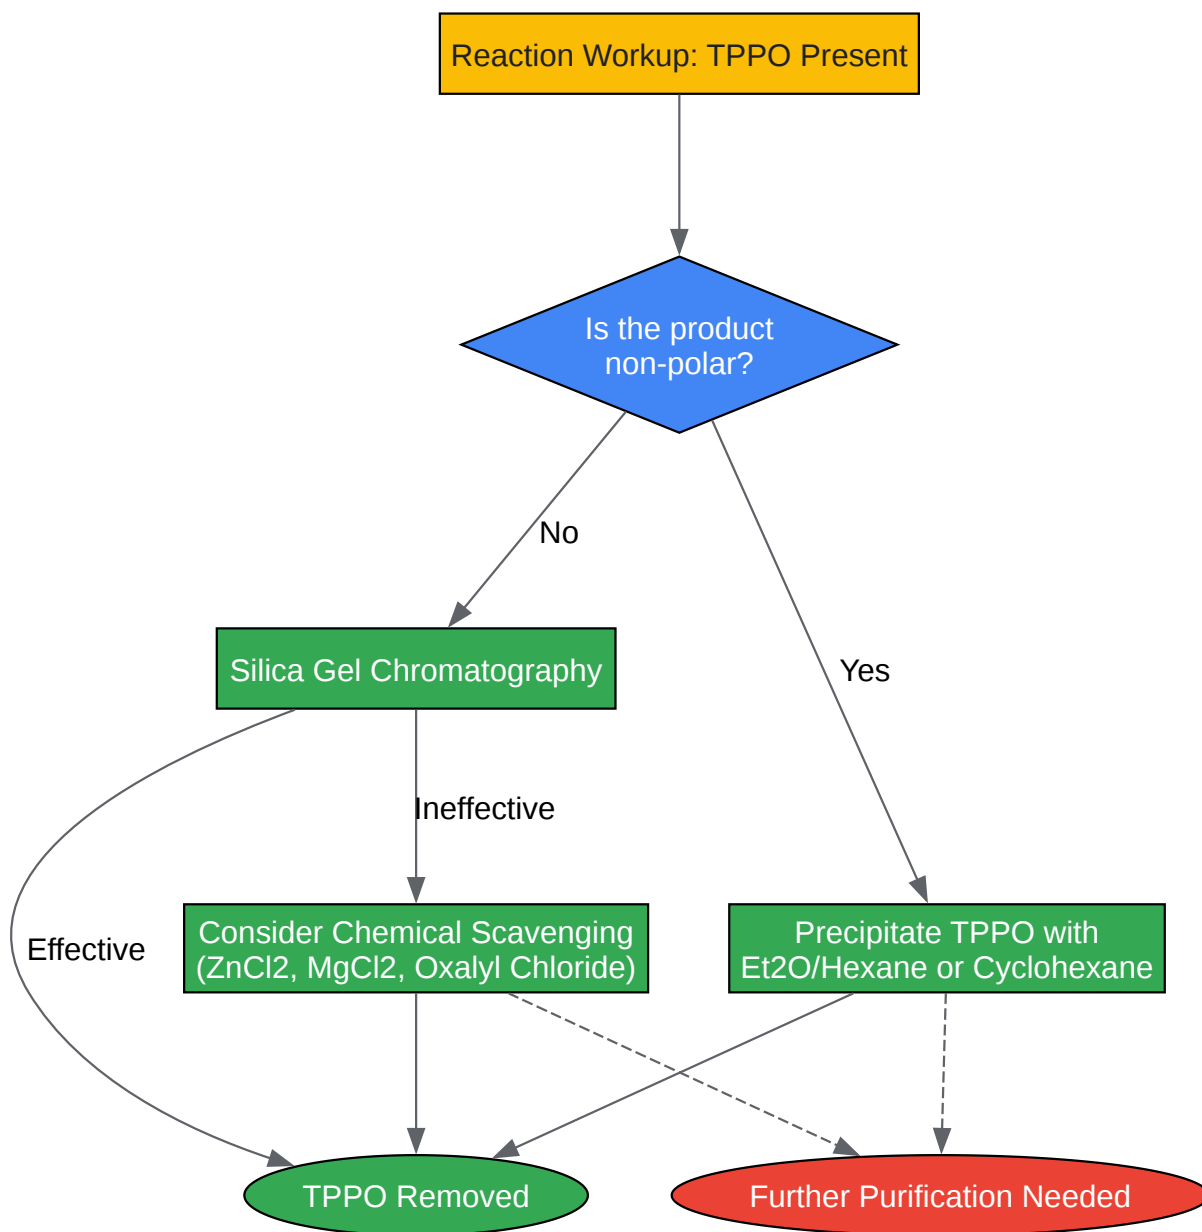 Reaction Workup: TPPO Present
Is the product
non-polar?
No
Silica Gel Chromatography
Yes
Ineffective
Consider Chemical Scavenging
(ZnCl2, MgCl2, Oxalyl Chloride)
Precipitate TPPO with
Et2O/Hexane or Cyclohexane
Effective
TPPO Removed
Further Purification Needed